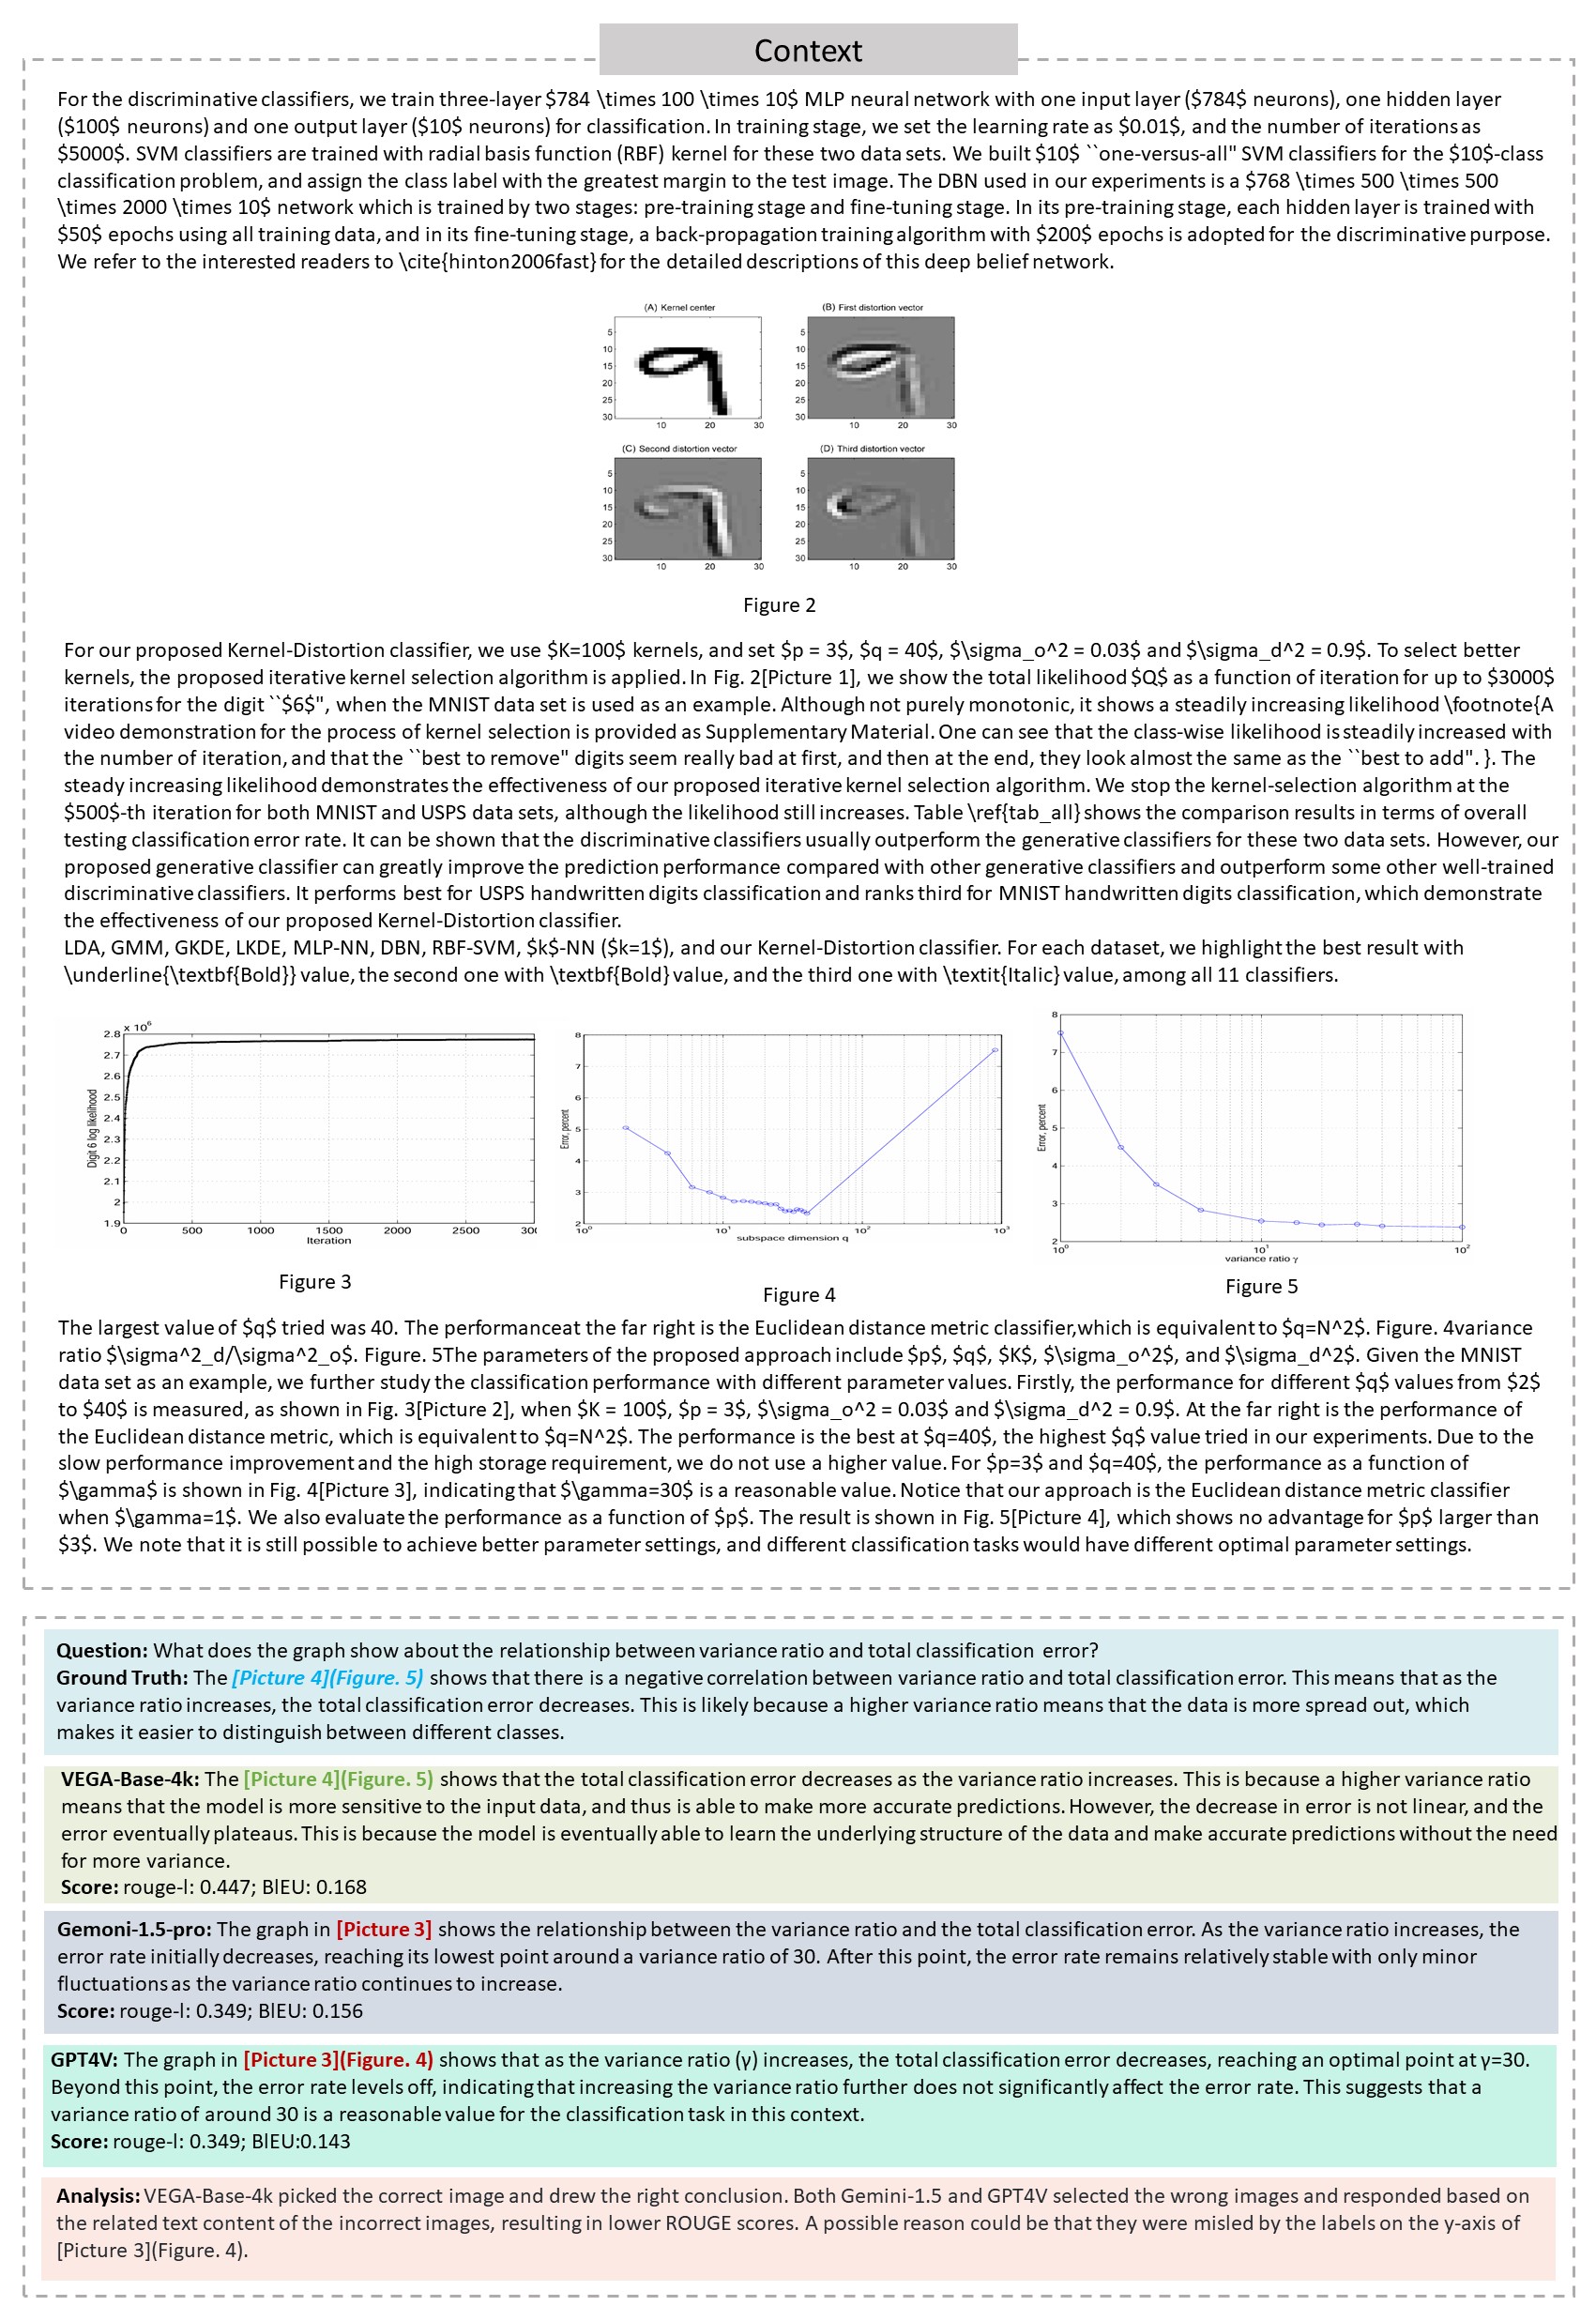 Context
For the discriminative classifiers, we train three-layer $784 \times 100 \times 10$ MLP neural network with one input layer ($784$ neurons), one hidden layer
($100$ neurons) and one output layer ($10$ neurons) for classification. In training stage, we set the learning rate as $0.01$, and the number of iterations as
$5000$. SVM classifiers are trained with radial basis function (RBF) kernel for these two data sets. We built $10$ ``one-versus-all" SVM classifiers for the $10$-class
classification problem, and assign the class label with the greatest margin to the test image. The DBN used in our experiments is a $768 \times 500 \times 500
\times 2000 \times 10$ network which is trained by two stages: pre-training stage and fine-tuning stage. In its pre-training stage, each hidden layer is trained with
$50$ epochs using all training data, and in its fine-tuning stage, a back-propagation training algorithm with $200$ epochs is adopted for the discriminative purpose.
We refer to the interested readers to \cite{hinton2006fast} for the detailed descriptions of this deep belief network.
(A) Kernel center
5
10
15
20
25
30
10 20 30
(B) First distortion vector
5
10
15
20
25
30
10 20 30
(C) Second distortion vector
5
10
15
20
25
30
10 20 30
(D) Third distortion vector
5
10
15
20
25
30
10 20 30
Figure 2
For our proposed Kernel-Distortion classifier, we use $K=100$ kernels, and set $p = 3$, $q = 40$, $\sigma_o^2 = 0.03$ and $\sigma_d^2 = 0.9$. To select better
kernels, the proposed iterative kernel selection algorithm is applied. In Fig. 2[Picture 1], we show the total likelihood $Q$ as a function of iteration for up to $3000$
iterations for the digit ``$6$", when the MNIST data set is used as an example. Although not purely monotonic, it shows a steadily increasing likelihood \footnote{A
video demonstration for the process of kernel selection is provided as Supplementary Material. One can see that the class-wise likelihood is steadily increased with
the number of iteration, and that the ``best to remove" digits seem really bad at first, and then at the end, they look almost the same as the ``best to add". }. The
steady increasing likelihood demonstrates the effectiveness of our proposed iterative kernel selection algorithm. We stop the kernel-selection algorithm at the
$500$-th iteration for both MNIST and USPS data sets, although the likelihood still increases. Table \ref{tab_all} shows the comparison results in terms of overall
testing classification error rate. It can be shown that the discriminative classifiers usually outperform the generative classifiers for these two data sets. However, our
proposed generative classifier can greatly improve the prediction performance compared with other generative classifiers and outperform some other well-trained
discriminative classifiers. It performs best for USPS handwritten digits classification and ranks third for MNIST handwritten digits classification, which demonstrate
the effectiveness of our proposed Kernel-Distortion classifier.
LDA, GMM, GKDE, LKDE, MLP-NN, DBN, RBF-SVM, $k$-NN ($k=1$), and our Kernel-Distortion classifier. For each dataset, we highlight the best result with
\underline{\textbf{Bold}} value, the second one with \textbf{Bold} value, and the third one with \textit{Italic} value, among all 11 classifiers.
x 10⁶
2.8
2.7
2.6
2.5
2.4
2.3
2.2
2.1
2
1.9
Digit 6 log likelihood
0 500 1000 1500 2000 2500 300
Iteration
Figure 3
8
7
6
5
4
3
2
Error, percent
10⁰ 10¹ 10² 10³
subspace dimension q
Figure 4
8
7
6
5
4
3
2
Error, percent
10⁰ 10¹ 10²
variance ratio γ
Figure 5
The largest value of $q$ tried was 40. The performanceat the far right is the Euclidean distance metric classifier,which is equivalent to $q=N^2$. Figure. 4variance
ratio $\sigma^2_d/\sigma^2_o$. Figure. 5The parameters of the proposed approach include $p$, $q$, $K$, $\sigma_o^2$, and $\sigma_d^2$. Given the MNIST
data set as an example, we further study the classification performance with different parameter values. Firstly, the performance for different $q$ values from $2$
to $40$ is measured, as shown in Fig. 3[Picture 2], when $K = 100$, $p = 3$, $\sigma_o^2 = 0.03$ and $\sigma_d^2 = 0.9$. At the far right is the performance of
the Euclidean distance metric, which is equivalent to $q=N^2$. The performance is the best at $q=40$, the highest $q$ value tried in our experiments. Due to the
slow performance improvement and the high storage requirement, we do not use a higher value. For $p=3$ and $q=40$, the performance as a function of
$\gamma$ is shown in Fig. 4[Picture 3], indicating that $\gamma=30$ is a reasonable value. Notice that our approach is the Euclidean distance metric classifier
when $\gamma=1$. We also evaluate the performance as a function of $p$. The result is shown in Fig. 5[Picture 4], which shows no advantage for $p$ larger than
$3$. We note that it is still possible to achieve better parameter settings, and different classification tasks would have different optimal parameter settings.
Question: What does the graph show about the relationship between variance ratio and total classification error?
Ground Truth: The [Picture 4](Figure. 5) shows that there is a negative correlation between variance ratio and total classification error. This means that as the
variance ratio increases, the total classification error decreases. This is likely because a higher variance ratio means that the data is more spread out, which
makes it easier to distinguish between different classes.
VEGA-Base-4k: The [Picture 4](Figure. 5) shows that the total classification error decreases as the variance ratio increases. This is because a higher variance ratio
means that the model is more sensitive to the input data, and thus is able to make more accurate predictions. However, the decrease in error is not linear, and the
error eventually plateaus. This is because the model is eventually able to learn the underlying structure of the data and make accurate predictions without the need
for more variance.
Score: rouge-l: 0.447; BlEU: 0.168
Gemoni-1.5-pro: The graph in [Picture 3] shows the relationship between the variance ratio and the total classification error. As the variance ratio increases, the
error rate initially decreases, reaching its lowest point around a variance ratio of 30. After this point, the error rate remains relatively stable with only minor
fluctuations as the variance ratio continues to increase.
Score: rouge-l: 0.349; BlEU: 0.156
GPT4V: The graph in [Picture 3](Figure. 4) shows that as the variance ratio (γ) increases, the total classification error decreases, reaching an optimal point at γ=30.
Beyond this point, the error rate levels off, indicating that increasing the variance ratio further does not significantly affect the error rate. This suggests that a
variance ratio of around 30 is a reasonable value for the classification task in this context.
Score: rouge-l: 0.349; BlEU:0.143
Analysis: VEGA-Base-4k picked the correct image and drew the right conclusion. Both Gemini-1.5 and GPT4V selected the wrong images and responded based on
the related text content of the incorrect images, resulting in lower ROUGE scores. A possible reason could be that they were misled by the labels on the y-axis of
[Picture 3](Figure. 4).